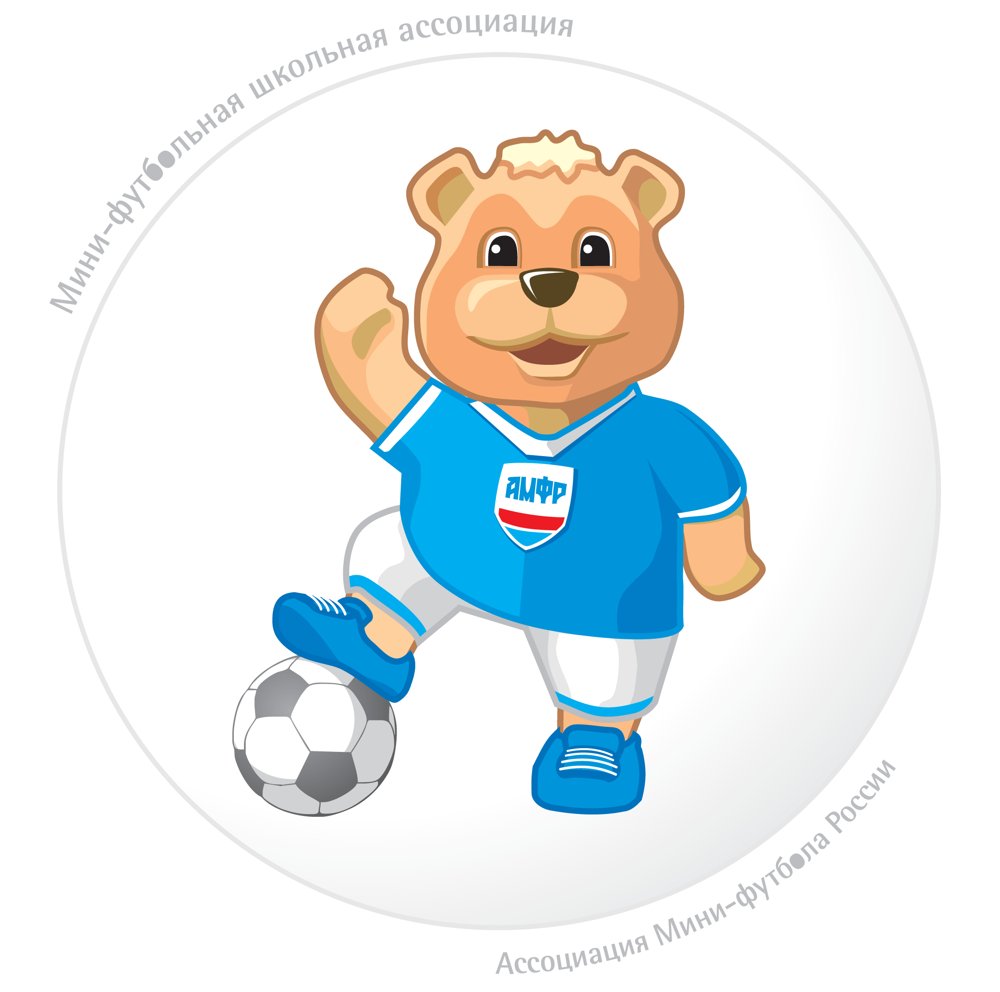 Мини-футбольная школьная ассоциация
АМФР
Ассоциация Мини-футбола России